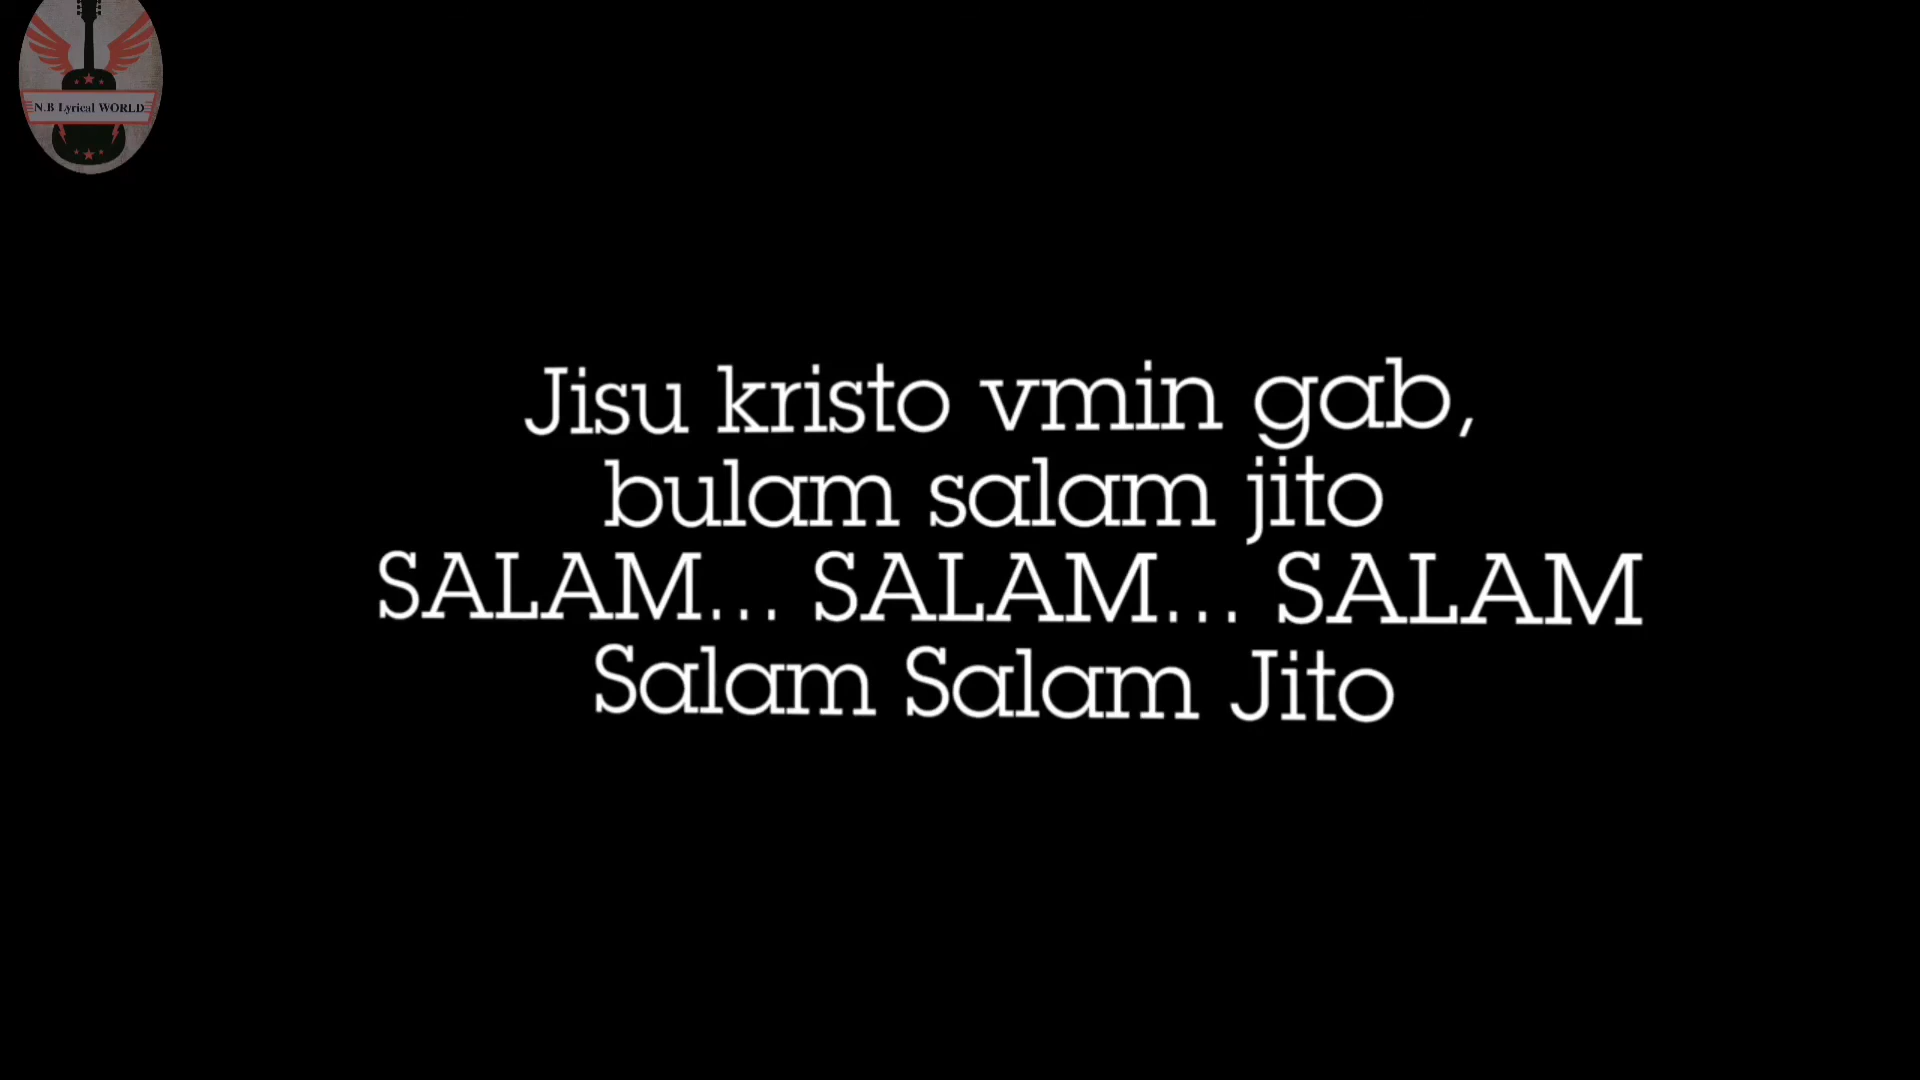 N.B Lyrical WORLD
Jisu kristo vmin gab,
bulam salam jito
SALAM... SALAM... SALAM
Salam Salam Jito